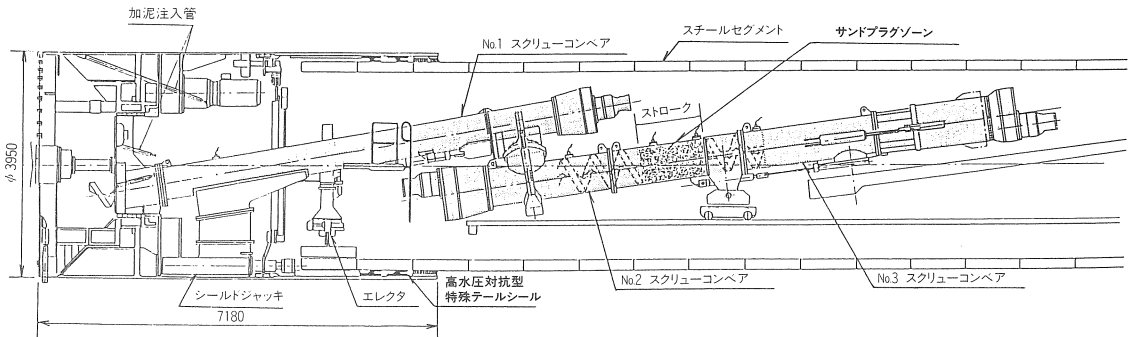 加泥注入管
No.1 スクリューコンベア
スチールセグメント
サンドプラグゾーン
ストローク
φ3950
No.2 スクリューコンベア
No.3 スクリューコンベア
シールドジャッキ
エレクタ
高水圧対抗型
特殊テールシール
7180